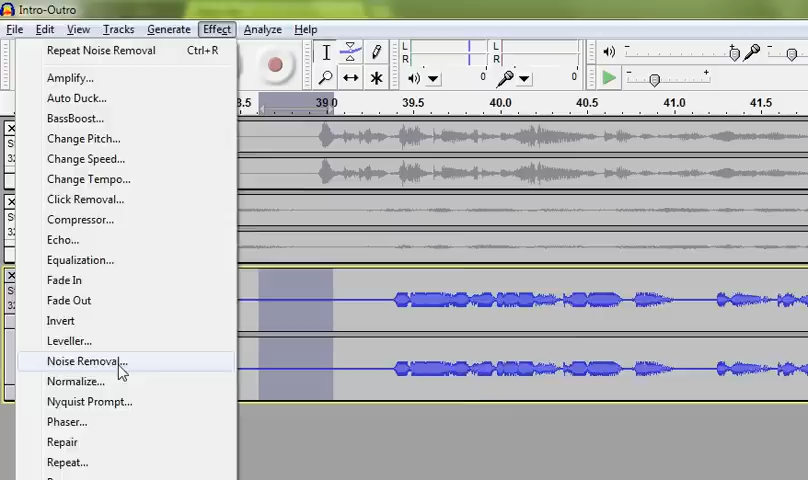 Intro-Outro
File Edit View Tracks Generate Effect Analyze Help
Repeat Noise Removal Ctrl+R
Amplify...
Auto Duck...
BassBoost...
Change Pitch...
Change Speed...
Change Tempo...
Click Removal...
Compressor...
Echo...
Equalization...
Fade In
Fade Out
Invert
Leveller...
Noise Removal...
Normalize...
Nyquist Prompt...
Phaser...
Repair
Repeat...
L
R
0
L
R
0
8.5 39.0 39.5 40.0 40.5 41.0 41.5